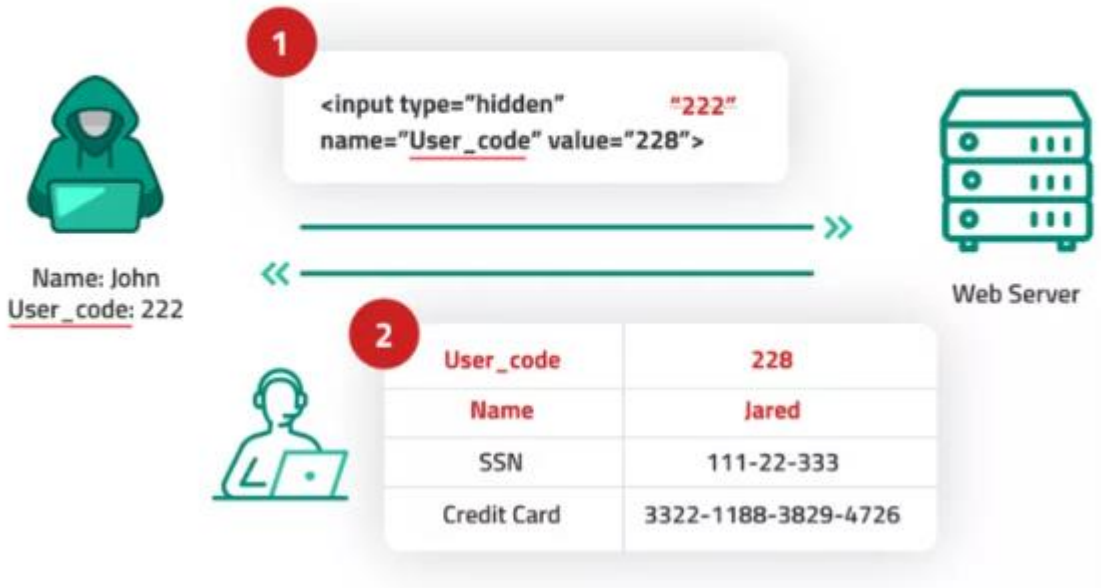 1
<input type="hidden" "222"
name="User_code" value="228">
Name: John
User_code: 222
Web Server
2
User_code 228
Name Jared
SSN 111-22-333
Credit Card 3322-1188-3829-4726